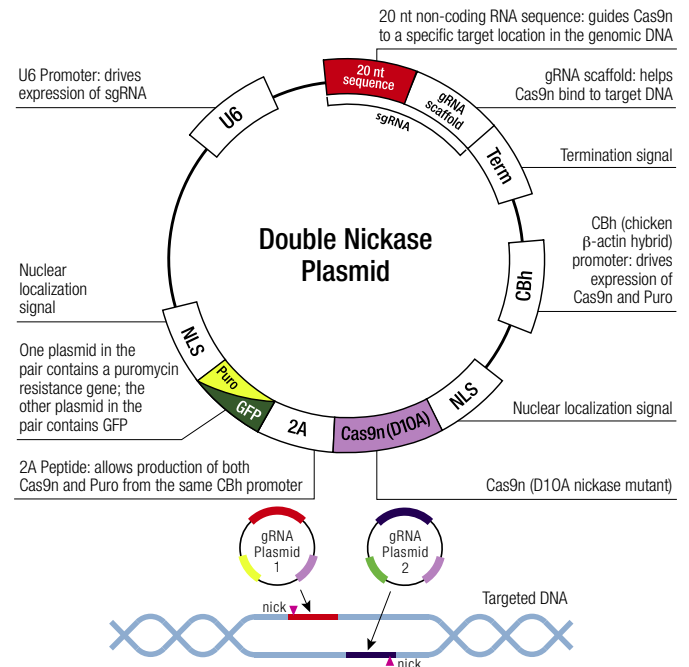 20 nt non-coding RNA sequence: guides Cas9n
to a specific target location in the genomic DNA
U6 Promoter: drives
expression of sgRNA
gRNA scaffold: helps
Cas9n bind to target DNA
20 nt
sequence
gRNA
scaffold
sgRNA
U6
Term
Termination signal
Double Nickase
Plasmid
CBh (chicken
β-actin hybrid)
promoter: drives
expression of
Cas9n and Puro
CBh
Nuclear
localization
signal
NLS
One plasmid in the
pair contains a puromycin
resistance gene; the
other plasmid in the
pair contains GFP
Puro
GFP
2A
Cas9n (D10A)
NLS
Nuclear localization signal
2A Peptide: allows production of both
Cas9n and Puro from the same CBh promoter
Cas9n (D10A nickase mutant)
gRNA
Plasmid
1
gRNA
Plasmid
2
Targeted DNA
nick
nick